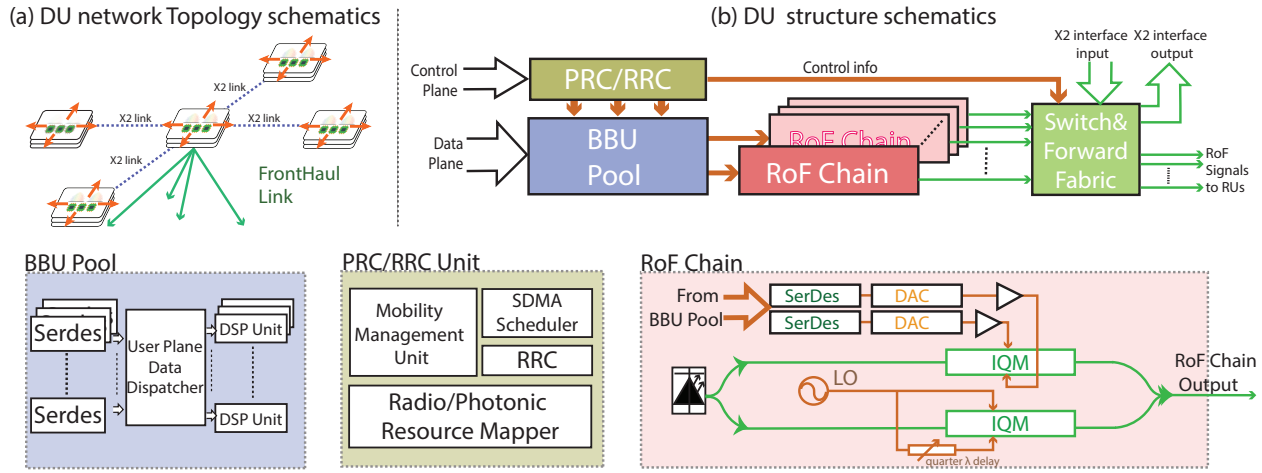 (a) DU network Topology schematics
X2 link
X2 link
X2 link
X2 link
FrontHaul
Link
(b) DU structure schematics
Control
Plane
PRC/RRC
Control info
X2 interface
input
X2 interface
output
Data
Plane
BBU
Pool
RoF Chain
RoF Chain
Switch&
Forward
Fabric
RoF
Signals
to RUs
BBU Pool
Serdes
Serdes
User Plane
Data
Dispatcher
DSP Unit
DSP Unit
PRC/RRC Unit
Mobility
Management
Unit
SDMA
Scheduler
RRC
Radio/Photonic
Resource Mapper
RoF Chain
From
BBU Pool
SerDes
DAC
SerDes
DAC
IQM
LO
IQM
quarter λ delay
RoF Chain
Output